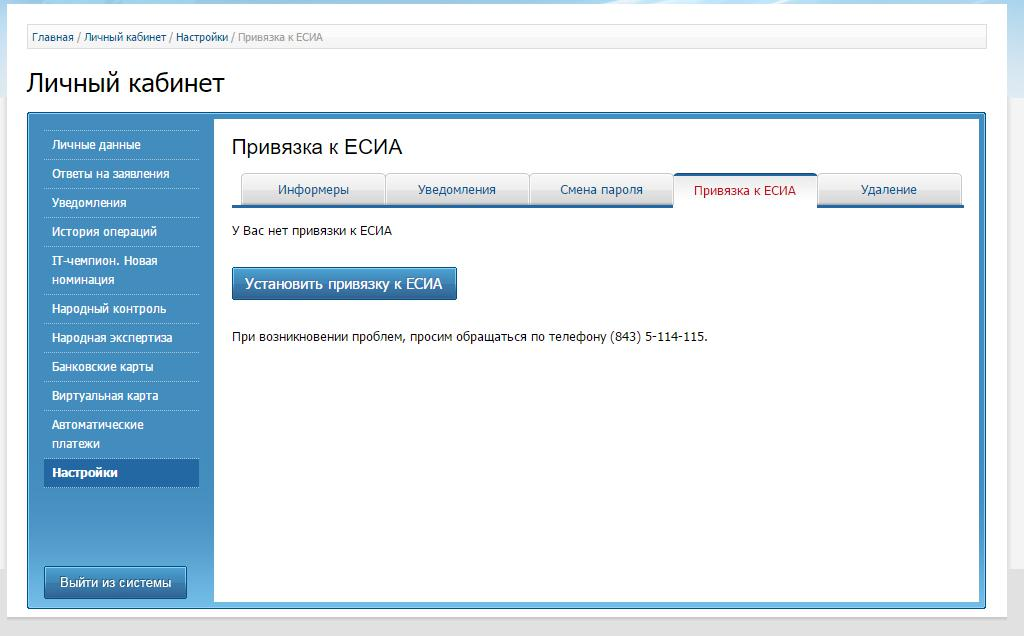 Главная / Личный кабинет / Настройки / Привязка к ЕСИА
Личный кабинет
Личные данные
Ответы на заявления
Уведомления
История операций
IT-чемпион. Новая
номинация
Народный контроль
Народная экспертиза
Банковские карты
Виртуальная карта
Автоматические
платежи
Настройки
Выйти из системы
Привязка к ЕСИА
Информеры Уведомления Смена пароля Привязка к ЕСИА Удаление
У Вас нет привязки к ЕСИА
Установить привязку к ЕСИА
При возникновении проблем, просим обращаться по телефону (843) 5-114-115.